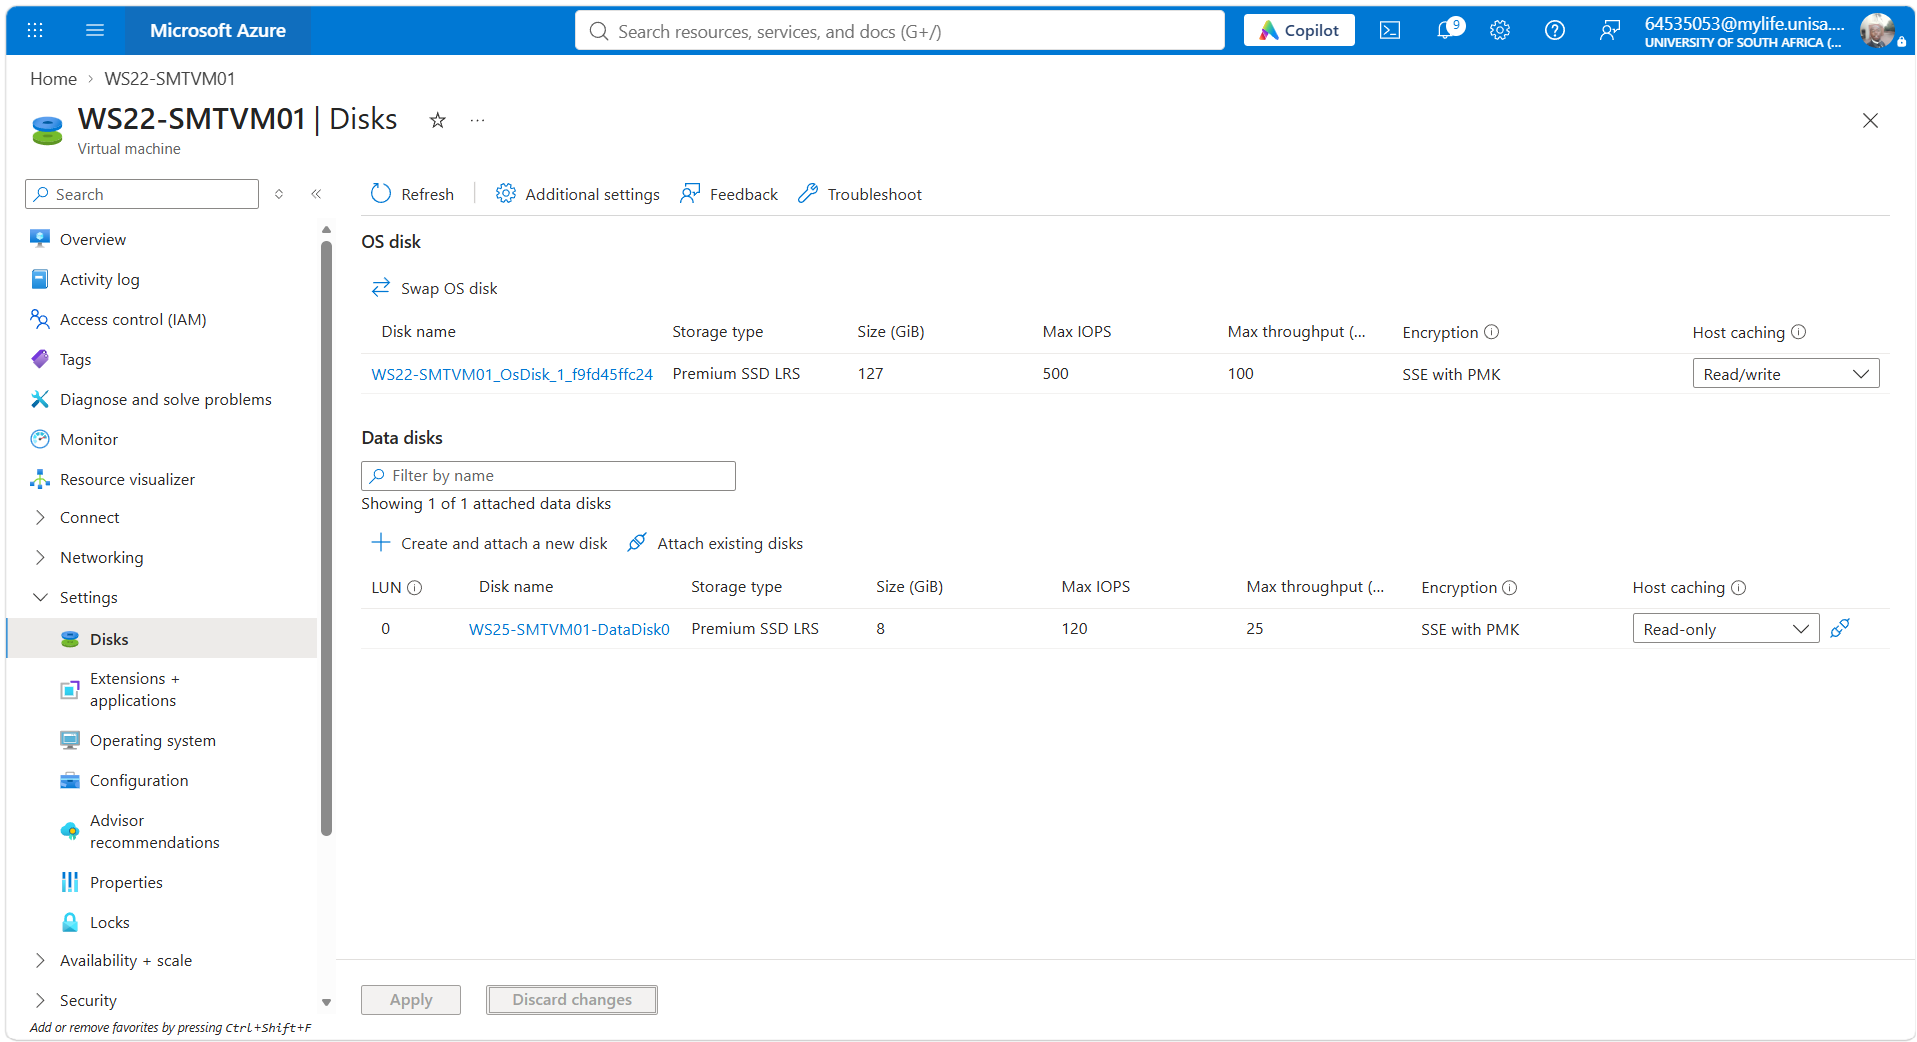 Microsoft Azure
Search resources, services, and docs (G+/)
Copilot
9
64535053@mylife.unisa....
UNIVERSITY OF SOUTH AFRICA (...
Home > WS22-SMTVM01
WS22-SMTVM01 | Disks
Virtual machine
Search
Overview
Activity log
Access control (IAM)
Tags
Diagnose and solve problems
Monitor
Resource visualizer
Connect
Networking
Settings
Disks
Extensions +
applications
Operating system
Configuration
Advisor
recommendations
Properties
Locks
Availability + scale
Security
Add or remove favorites by pressing Ctrl+Shift+F
Refresh Additional settings Feedback Troubleshoot
OS disk
Swap OS disk
Disk name Storage type Size (GiB) Max IOPS Max throughput (... Encryption Host caching
WS22-SMTVM01_OsDisk_1_f9fd45ffc24 Premium SSD LRS 127 500 100 SSE with PMK Read/write
Data disks
Filter by name
Showing 1 of 1 attached data disks
Create and attach a new disk Attach existing disks
LUN Disk name Storage type Size (GiB) Max IOPS Max throughput (... Encryption Host caching
0 WS25-SMTVM01-DataDisk0 Premium SSD LRS 8 120 25 SSE with PMK Read-only
Apply Discard changes